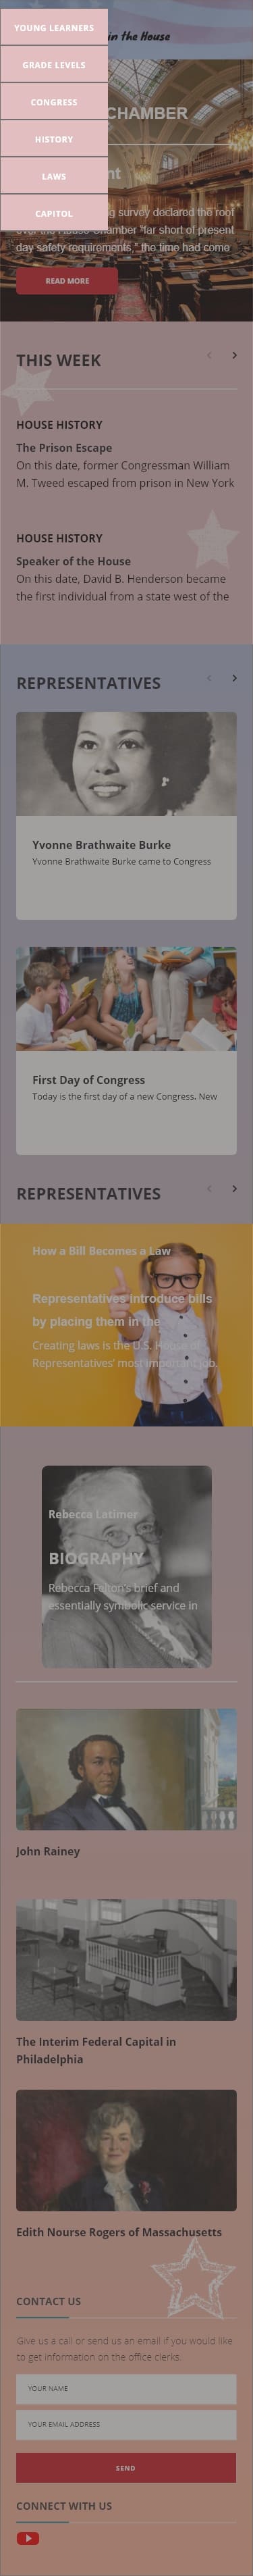 YOUNG LEARNERS
GRADE LEVELS
CONGRESS
HISTORY
LAWS
CAPITOL
in the House
CHAMBER
nt
g survey declared the roof
over the House Chamber "far short of present
day safety requirements," the time had come
READ MORE
THIS WEEK
HOUSE HISTORY
The Prison Escape
On this date, former Congressman William
M. Tweed escaped from prison in New York
HOUSE HISTORY
Speaker of the House
On this date, David B. Henderson became
the first individual from a state west of the
REPRESENTATIVES
Yvonne Brathwaite Burke
Yvonne Brathwaite Burke came to Congress
First Day of Congress
Today is the first day of a new Congress. New
REPRESENTATIVES
How a Bill Becomes a Law
Representatives introduce bills
by placing them in the
Creating laws is the U.S. House of
Representatives' most important job.
Rebecca Latimer
BIOGRAPHY
Rebecca Felton's brief and
essentially symbolic service in
John Rainey
The Interim Federal Capital in
Philadelphia
Edith Nourse Rogers of Massachusetts
CONTACT US
Give us a call or send us an email if you would like
to get information on the office clerks.
YOUR NAME
YOUR EMAIL ADDRESS
SEND
CONNECT WITH US